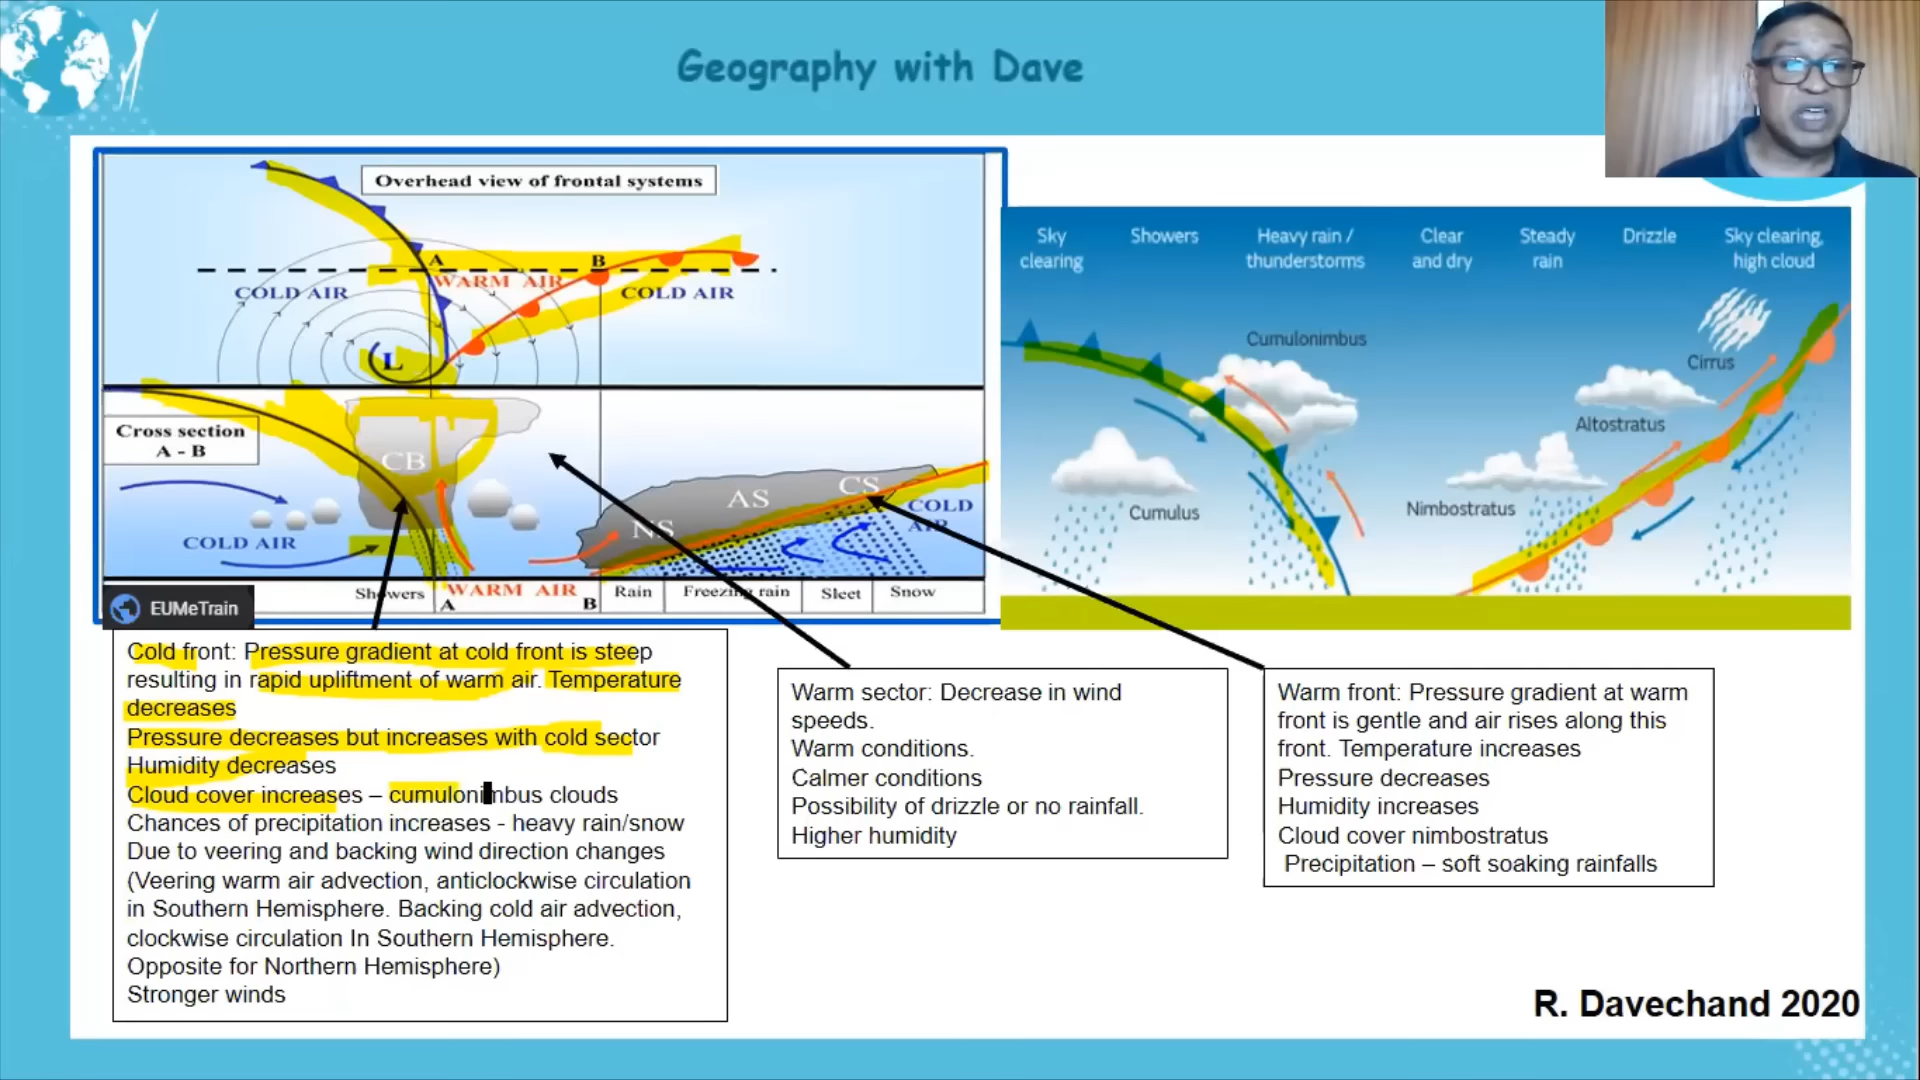 Geography with Dave
Overhead view of frontal systems
A
B
COLD AIR
WARM AIR
COLD AIR
L
Cross section
A - B
CB
COLD AIR
NS
AS
CS
COLD
AIR
Showers
WARM AIR
A
B
Rain
Freezing rain
Sleet
Snow
EUMeTrain
Sky
clearing
Showers
Heavy rain /
thunderstorms
Clear
and dry
Steady
rain
Drizzle
Sky clearing,
high cloud
Cumulonimbus
Cirrus
Altostratus
Nimbostratus
Cumulus
Cold front: Pressure gradient at cold front is steep
resulting in rapid upliftment of warm air. Temperature
decreases
Pressure decreases but increases with cold sector
Humidity decreases
Cloud cover increases – cumulonimbus clouds
Chances of precipitation increases - heavy rain/snow
Due to veering and backing wind direction changes
(Veering warm air advection, anticlockwise circulation
in Southern Hemisphere. Backing cold air advection,
clockwise circulation In Southern Hemisphere.
Opposite for Northern Hemisphere)
Stronger winds
Warm sector: Decrease in wind
speeds.
Warm conditions.
Calmer conditions
Possibility of drizzle or no rainfall.
Higher humidity
Warm front: Pressure gradient at warm
front is gentle and air rises along this
front. Temperature increases
Pressure decreases
Humidity increases
Cloud cover nimbostratus
Precipitation – soft soaking rainfalls
R. Davechand 2020